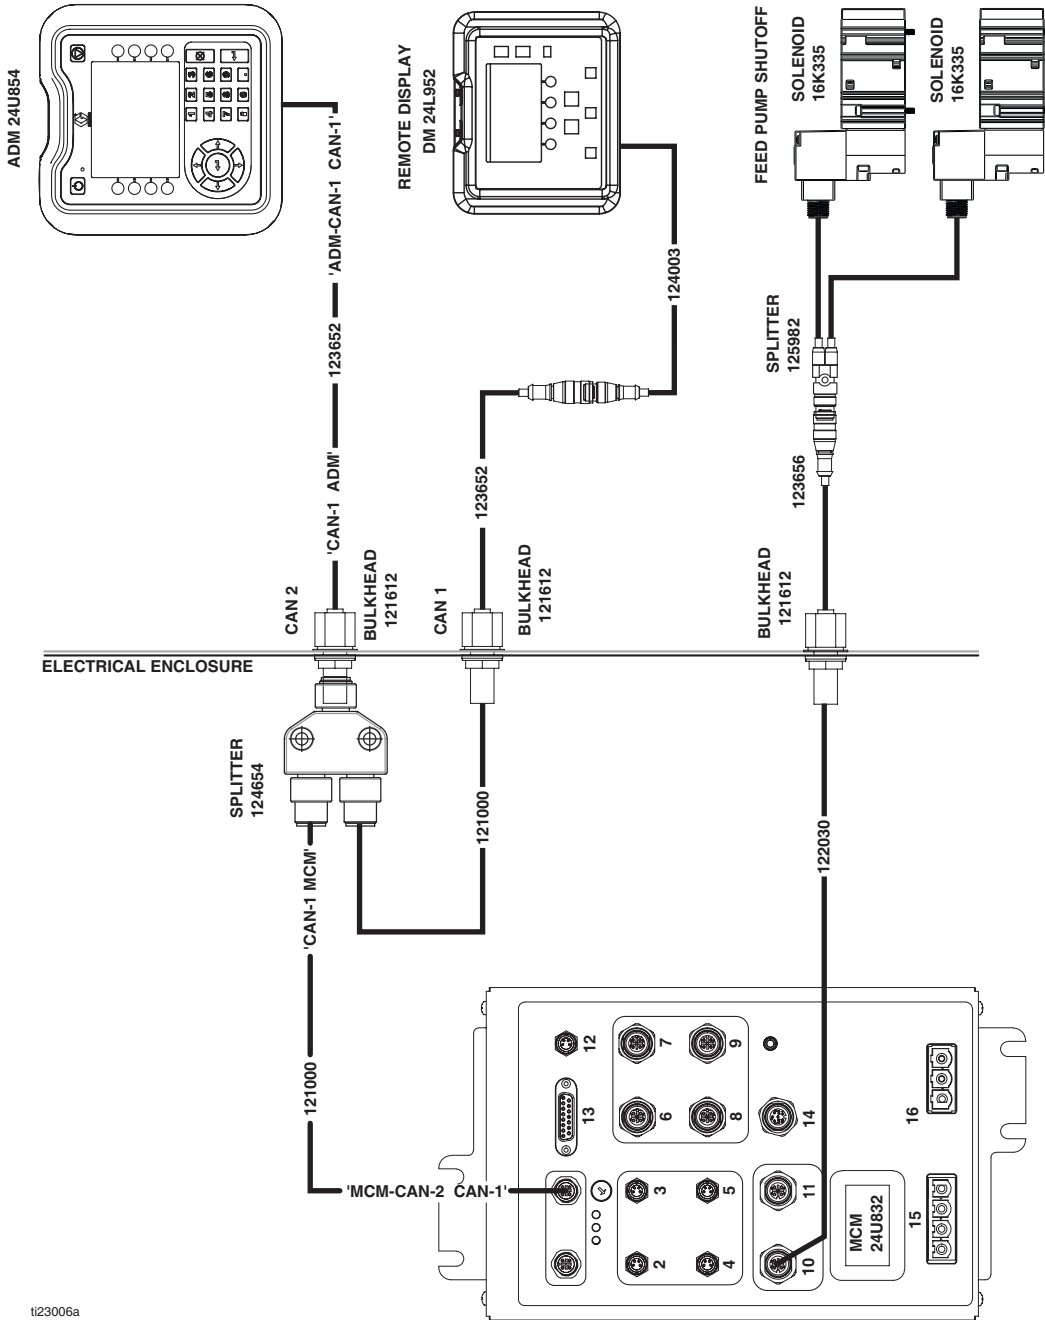 ADM 24U854
REMOTE DISPLAY
DM 24L952
FEED PUMP SHUTOFF
SOLENOID
16K335
SOLENOID
16K335
'ADM-CAN-1 CAN-1'
123652
'CAN-1 ADM'
124003
123652
SPLITTER
125982
123656
CAN 2
BULKHEAD
121612
CAN 1
BULKHEAD
121612
BULKHEAD
121612
ELECTRICAL ENCLOSURE
SPLITTER
124654
'CAN-1 MCM'
121000
121000
122030
'MCM-CAN-2 CAN-1'
12
13
7
9
6
8
14
3
5
2
4
11
10
MCM
24U832
15
16
ti23006a